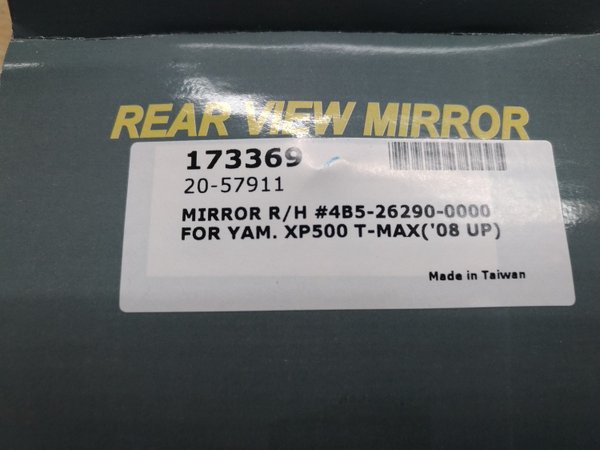 REAR VIEW MIRROR
173369
20-57911
MIRROR R/H #4B5-26290-0000
FOR YAM. XP500 T-MAX('08 UP)
Made in Taiwan